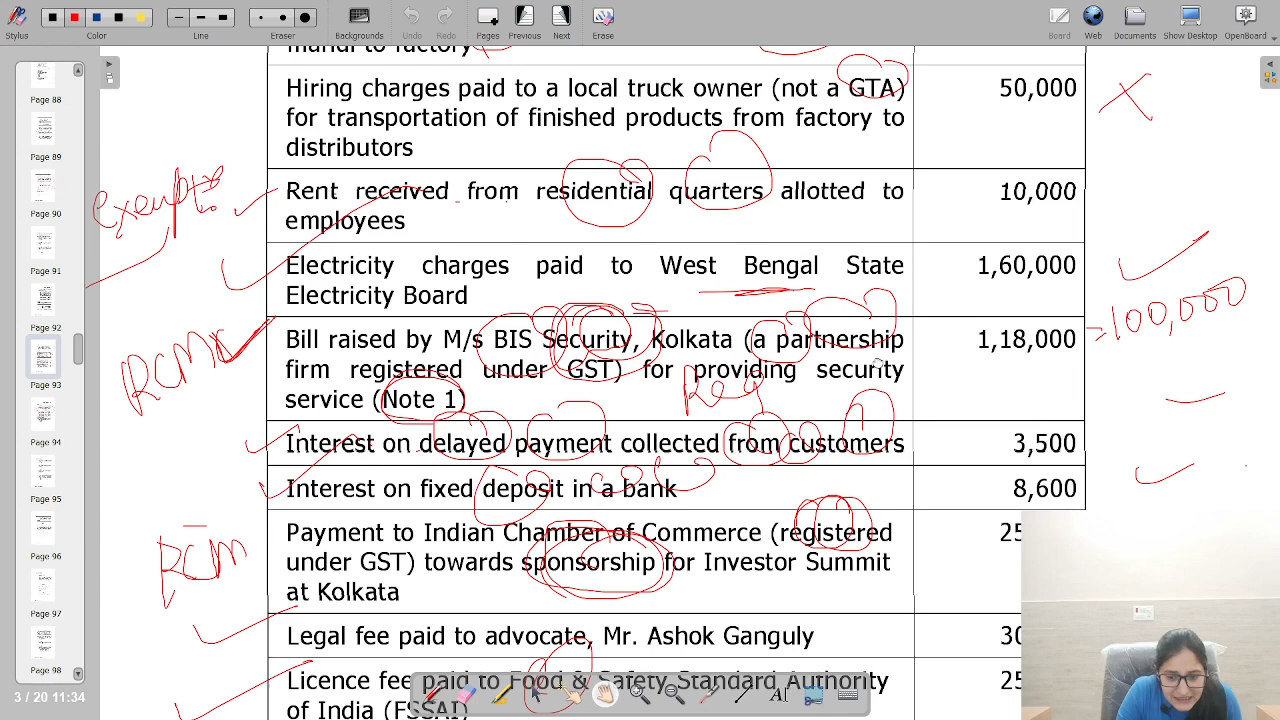 Stylus
Color
Line
Eraser
Backgrounds
Undo
Redo
Pages
Previous
Next
Erase
Board
Web
Documents
Show Desktop
OpenBoard
Page 88
Page 89
Page 90
Page 91
Page 92
Page 93
Page 94
Page 95
Page 96
Page 97
Page 98
3 / 20 11:34
mandi to factory
Hiring charges paid to a local truck owner (not a GTA) 50,000
for transportation of finished products from factory to
distributors
Rent received from residential quarters allotted to 10,000
employees
Electricity charges paid to West Bengal State 1,60,000
Electricity Board
Bill raised by M/s BIS Security, Kolkata (a partnership 1,18,000
firm registered under GST) for providing security
service (Note 1)
Interest on delayed payment collected from customers 3,500
Interest on fixed deposit in a bank 8,600
Payment to Indian Chamber of Commerce (registered 25
under GST) towards sponsorship for Investor Summit
at Kolkata
Legal fee paid to advocate, Mr. Ashok Ganguly 30
Licence fee paid to Food & Safety Standard Authority 25
of India (FSSAI)
RCM
Reg
=100,000
RCM